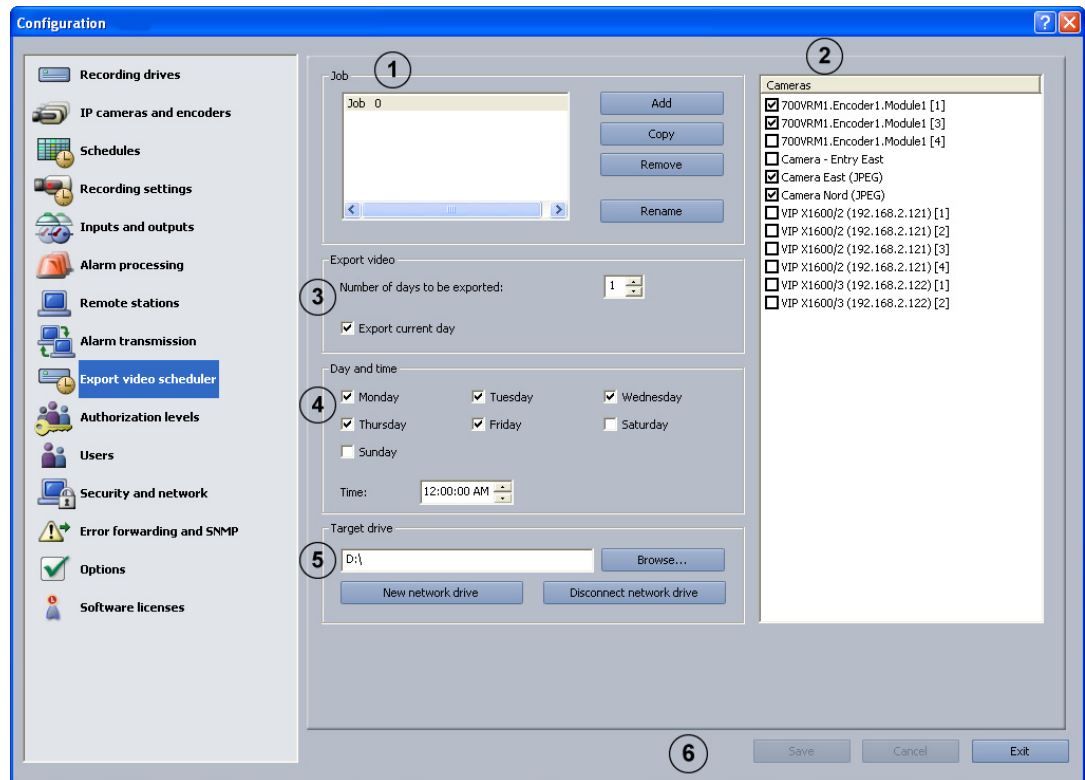 Configuration
Recording drives
IP cameras and encoders
Schedules
Recording settings
Inputs and outputs
Alarm processing
Remote stations
Alarm transmission
Export video scheduler
Authorization levels
Users
Security and network
Error forwarding and SNMP
Options
Software licenses
1
Job
Job 0
Add
Copy
Remove
Rename
3
Export video
Number of days to be exported:
1
Export current day
4
Day and time
Monday
Tuesday
Wednesday
Thursday
Friday
Saturday
Sunday
Time:
12:00:00 AM
5
Target drive
D:\
Browse...
New network drive
Disconnect network drive
2
Cameras
700VRM1.Encoder1.Module1 [1]
700VRM1.Encoder1.Module1 [3]
700VRM1.Encoder1.Module1 [4]
Camera - Entry East
Camera East (JPEG)
Camera Nord (JPEG)
VIP X1600/2 (192.168.2.121) [1]
VIP X1600/2 (192.168.2.121) [2]
VIP X1600/2 (192.168.2.121) [3]
VIP X1600/2 (192.168.2.121) [4]
VIP X1600/3 (192.168.2.122) [1]
VIP X1600/3 (192.168.2.122) [2]
6
Save
Cancel
Exit